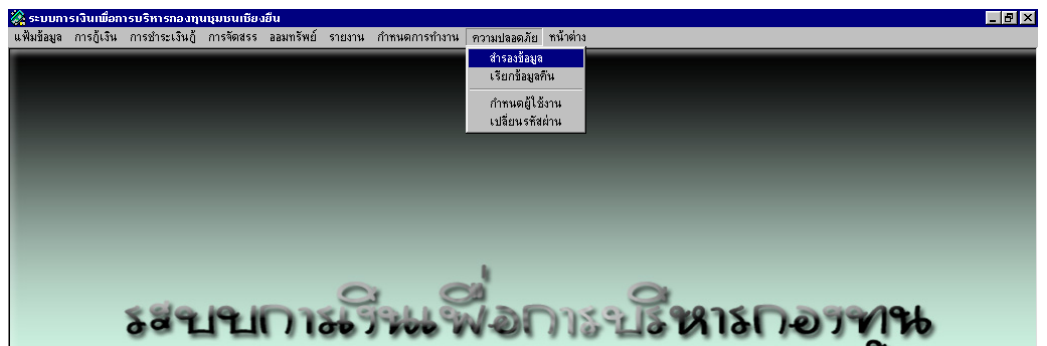 ระบบการเงินเพื่อการบริหารกองทุนชุมชนเชียงยืน
แฟ้มข้อมูล การกู้เงิน การชำระเงินกู้ การจัดสรร ออมทรัพย์ รายงาน กำหนดการทำงาน ความปลอดภัย หน้าต่าง
สำรองข้อมูล
เรียกข้อมูลคืน
กำหนดผู้ใช้งาน
เปลี่ยนรหัสผ่าน
ระบบการเงินเพื่อการบริหารกองทุน